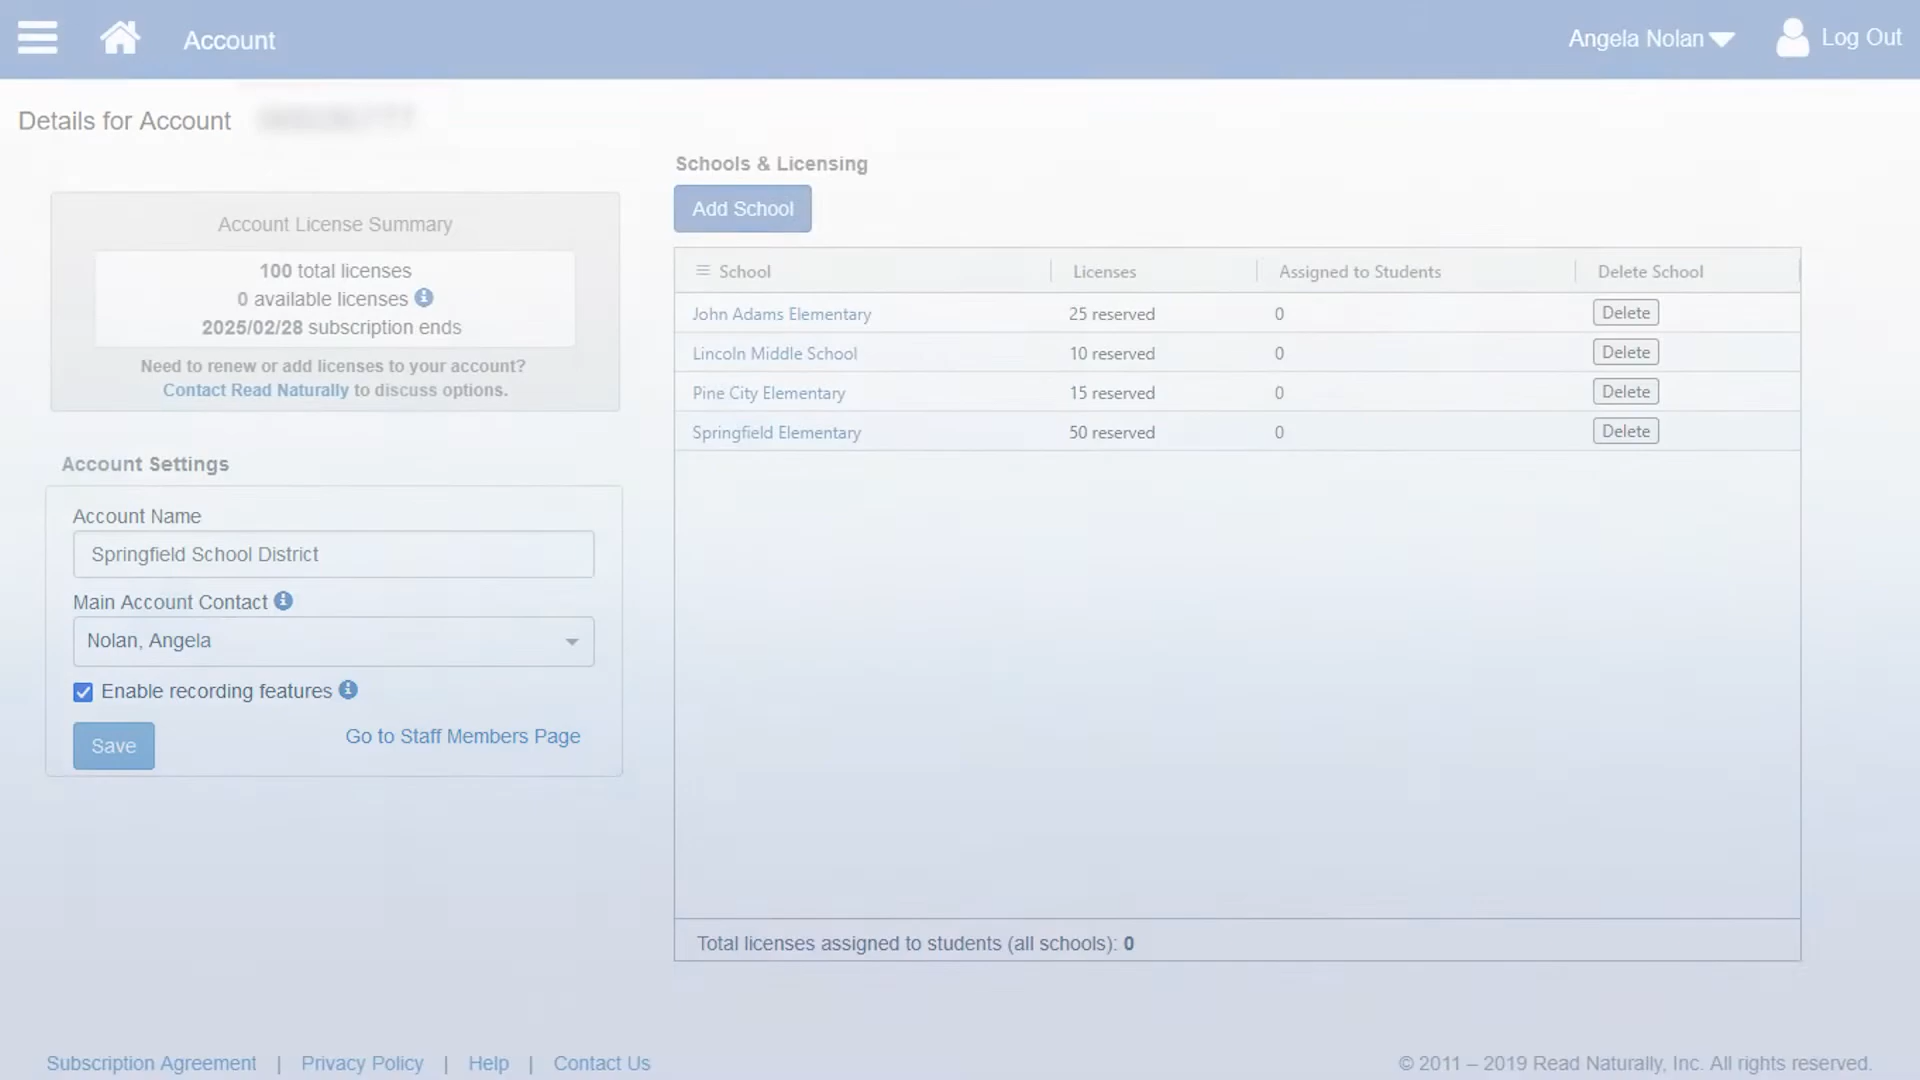 Account
Angela Nolan
Log Out
Details for Account
Account License Summary
100 total licenses
0 available licenses
2025/02/28 subscription ends
Need to renew or add licenses to your account?
Contact Read Naturally to discuss options.
Account Settings
Account Name
Springfield School District
Main Account Contact
Nolan, Angela
Enable recording features
Save
Go to Staff Members Page
Schools & Licensing
Add School
School Licenses Assigned to Students Delete School
John Adams Elementary 25 reserved 0 Delete
Lincoln Middle School 10 reserved 0 Delete
Pine City Elementary 15 reserved 0 Delete
Springfield Elementary 50 reserved 0 Delete
Total licenses assigned to students (all schools): 0
Subscription Agreement | Privacy Policy | Help | Contact Us
© 2011 – 2019 Read Naturally, Inc. All rights reserved.